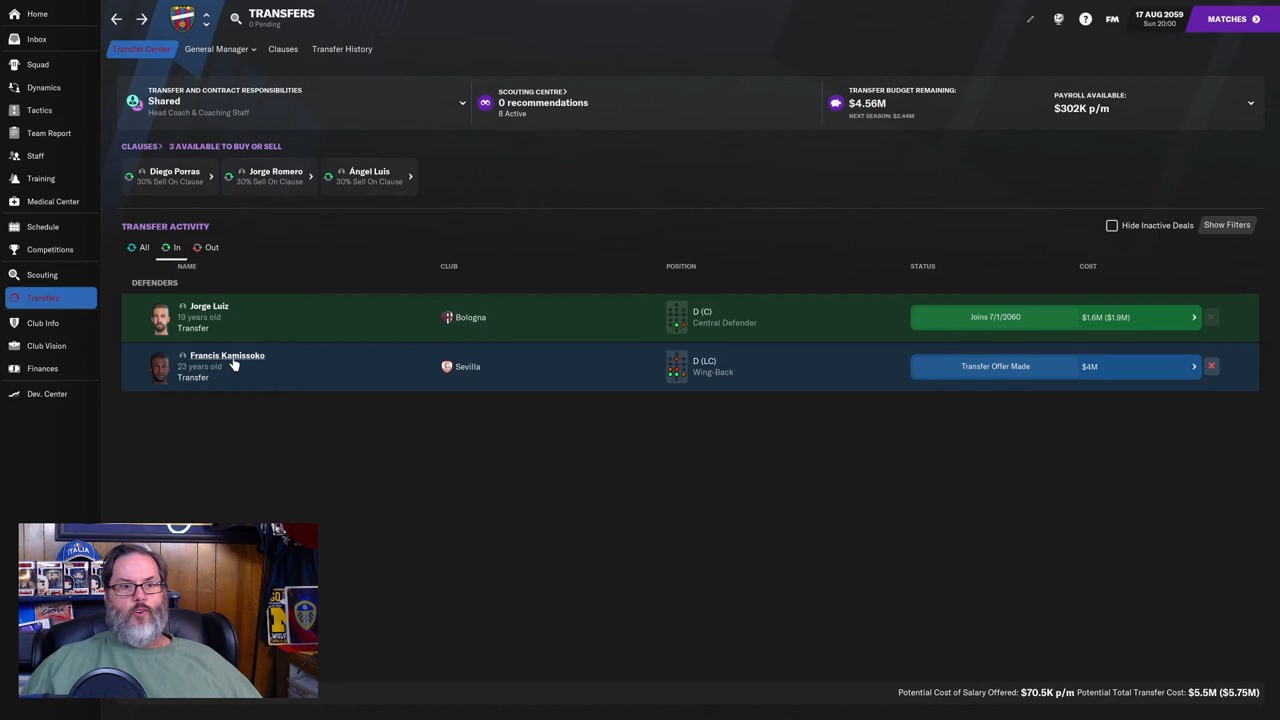 Home
TRANSFERS
0 Pending
FM
17 AUG 2059
Sun 20:00
MATCHES
Inbox
Transfer Center
General Manager
Clauses
Transfer History
Squad
Dynamics
Tactics
Team Report
Staff
Training
Medical Center
Schedule
Competitions
Scouting
Transfers
Club Info
Club Vision
Finances
Dev. Center
TRANSFER AND CONTRACT RESPONSIBILITIES
Shared
Head Coach & Coaching Staff
SCOUTING CENTRE
0 recommendations
8 Active
TRANSFER BUDGET REMAINING:
$4.56M
NEXT SEASON: $2.44M
PAYROLL AVAILABLE:
$302K p/m
CLAUSES 3 AVAILABLE TO BUY OR SELL
Diego Porras
30% Sell On Clause
Jorge Romero
30% Sell On Clause
Ángel Luis
30% Sell On Clause
TRANSFER ACTIVITY
Hide Inactive Deals
Show Filters
All
In
Out
NAME CLUB POSITION STATUS COST
DEFENDERS
Jorge Luiz
19 years old
Transfer
Bologna
D (C)
Central Defender
Joins 7/1/2060
$1.6M ($1.9M)
Francis Kamissoko
23 years old
Transfer
Sevilla
D (LC)
Wing-Back
Transfer Offer Made
$4M
ITALIA
Potential Cost of Salary Offered: $70.5K p/m Potential Total Transfer Cost: $5.5M ($5.75M)